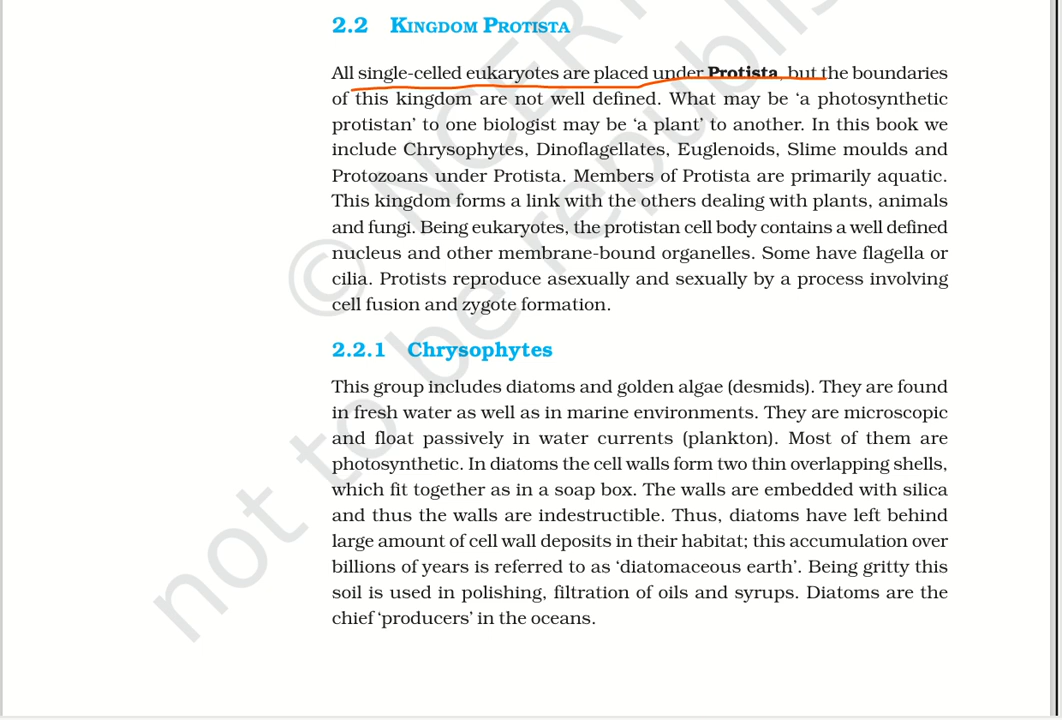 2.2 KINGDOM PROTISTA
All single-celled eukaryotes are placed under Protista, but the boundaries
of this kingdom are not well defined. What may be ‘a photosynthetic
protistan’ to one biologist may be ‘a plant’ to another. In this book we
include Chrysophytes, Dinoflagellates, Euglenoids, Slime moulds and
Protozoans under Protista. Members of Protista are primarily aquatic.
This kingdom forms a link with the others dealing with plants, animals
and fungi. Being eukaryotes, the protistan cell body contains a well defined
nucleus and other membrane-bound organelles. Some have flagella or
cilia. Protists reproduce asexually and sexually by a process involving
cell fusion and zygote formation.
2.2.1 Chrysophytes
This group includes diatoms and golden algae (desmids). They are found
in fresh water as well as in marine environments. They are microscopic
and float passively in water currents (plankton). Most of them are
photosynthetic. In diatoms the cell walls form two thin overlapping shells,
which fit together as in a soap box. The walls are embedded with silica
and thus the walls are indestructible. Thus, diatoms have left behind
large amount of cell wall deposits in their habitat; this accumulation over
billions of years is referred to as ‘diatomaceous earth’. Being gritty this
soil is used in polishing, filtration of oils and syrups. Diatoms are the
chief ‘producers’ in the oceans.
© NCERT
not to be republis